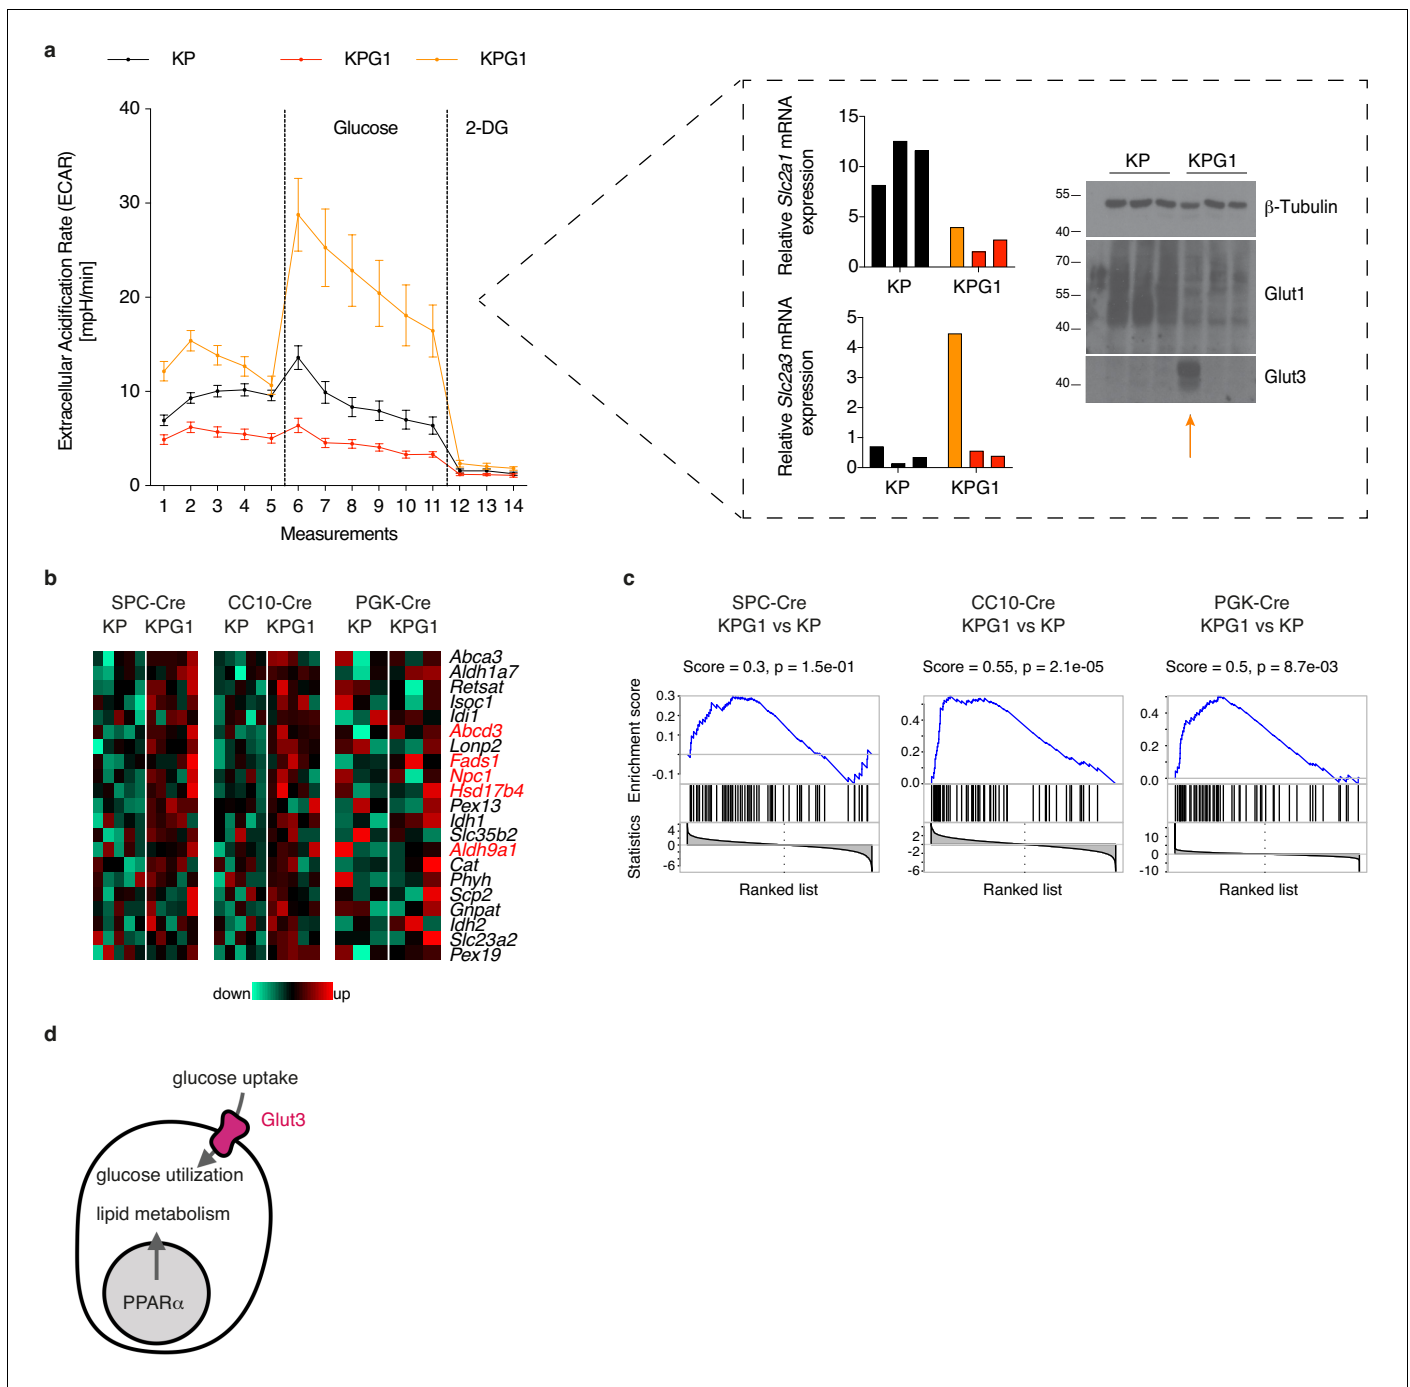 a
KP KPG1 KPG1
Extracellular Acidification Rate (ECAR)
[mpH/min]
40
30
20
10
0
Glucose 2-DG
1 2 3 4 5 6 7 8 9 10 11 12 13 14
Measurements
Relative Slc2a1 mRNA
expression
15
10
5
0
KP KPG1
Relative Slc2a3 mRNA
expression
5
4
3
2
1
0
KP KPG1
KP KPG1
55
40
β-Tubulin
70
55
40
Glut1
40
Glut3
b
SPC-Cre CC10-Cre PGK-Cre
KP KPG1 KP KPG1 KP KPG1
Abca3
Aldh1a7
Retsat
Isoc1
Idi1
Abcd3
Lonp2
Fads1
Npc1
Hsd17b4
Pex13
Idh1
Slc35b2
Aldh9a1
Cat
Phyh
Scp2
Gnpat
Idh2
Slc23a2
Pex19
down up
c
SPC-Cre
KPG1 vs KP
Score = 0.3, p = 1.5e-01
Enrichment score
0.3
0.1
-0.1
Statistics
4
0
-6
Ranked list
CC10-Cre
KPG1 vs KP
Score = 0.55, p = 2.1e-05
0.4
0.2
0.0
2
-2
-6
Ranked list
PGK-Cre
KPG1 vs KP
Score = 0.5, p = 8.7e-03
0.4
0.2
0.0
10
0
-10
Ranked list
d
glucose uptake
Glut3
glucose utilization
lipid metabolism
PPARα